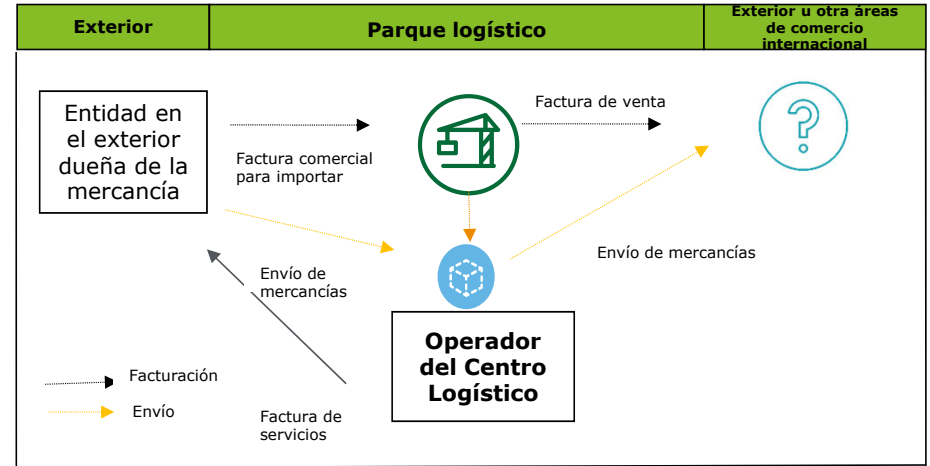 Exterior
Parque logístico
Exterior u otra áreas
de comercio
internacional
Entidad en
el exterior
dueña de la
mercancía
Factura comercial
para importar
Factura de venta
Envío de
mercancías
Envío de mercancías
Operador
del Centro
Logístico
Facturación
Envío
Factura de
servicios